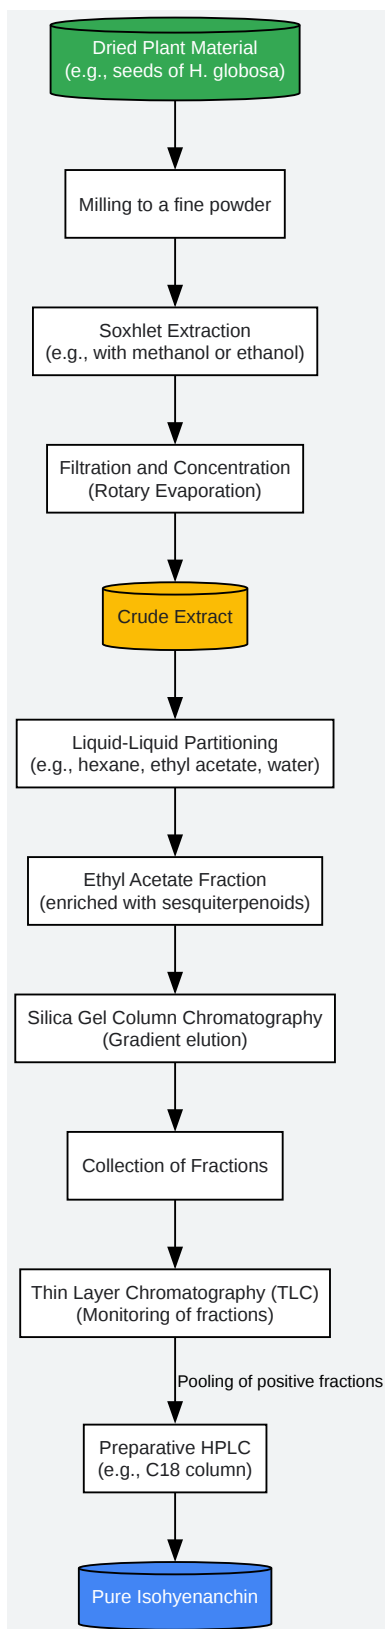 Dried Plant Material
(e.g., seeds of H. globosa)
Milling to a fine powder
Soxhlet Extraction
(e.g., with methanol or ethanol)
Filtration and Concentration
(Rotary Evaporation)
Crude Extract
Liquid-Liquid Partitioning
(e.g., hexane, ethyl acetate, water)
Ethyl Acetate Fraction
(enriched with sesquiterpenoids)
Silica Gel Column Chromatography
(Gradient elution)
Collection of Fractions
Thin Layer Chromatography (TLC)
(Monitoring of fractions)
Pooling of positive fractions
Preparative HPLC
(e.g., C18 column)
Pure Isohyenanchin